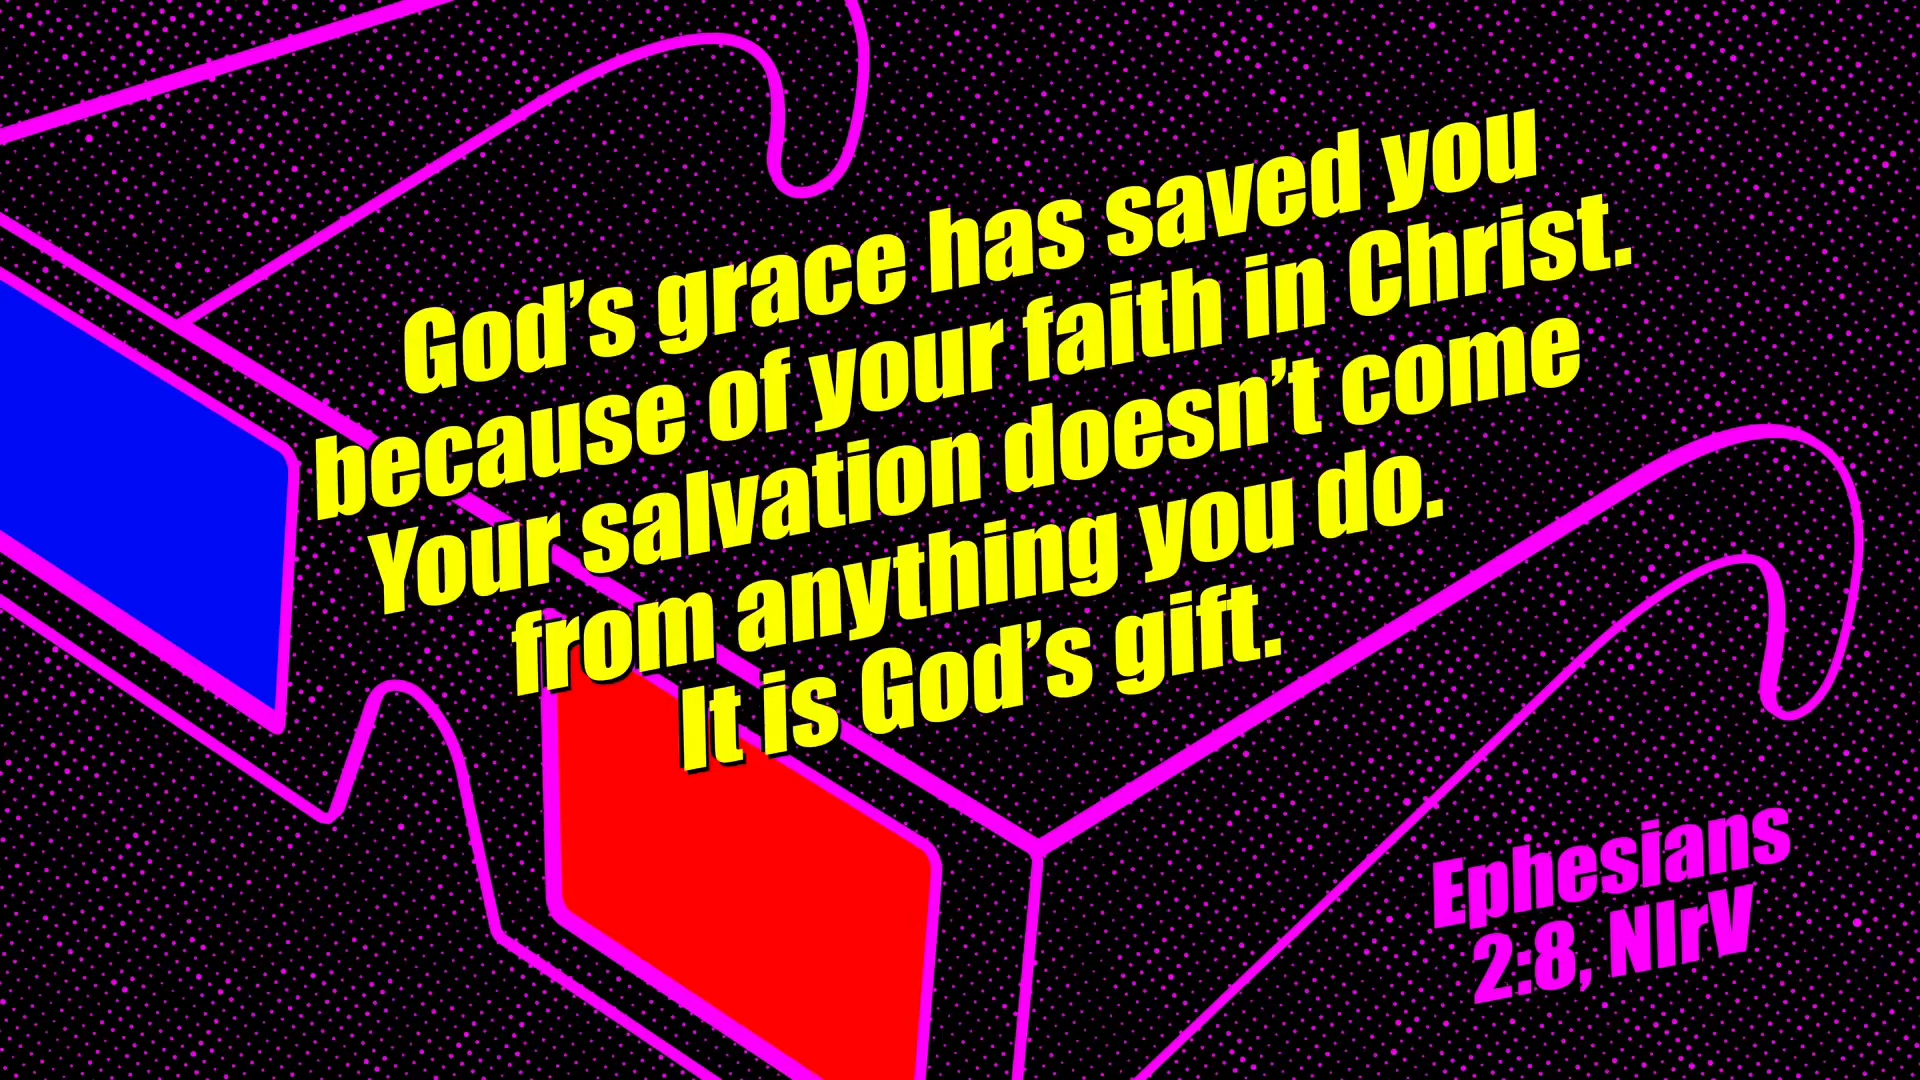 God’s grace has saved you
because of your faith in Christ.
Your salvation doesn’t come
from anything you do.
It is God’s gift.
Ephesians
2:8, NIrV